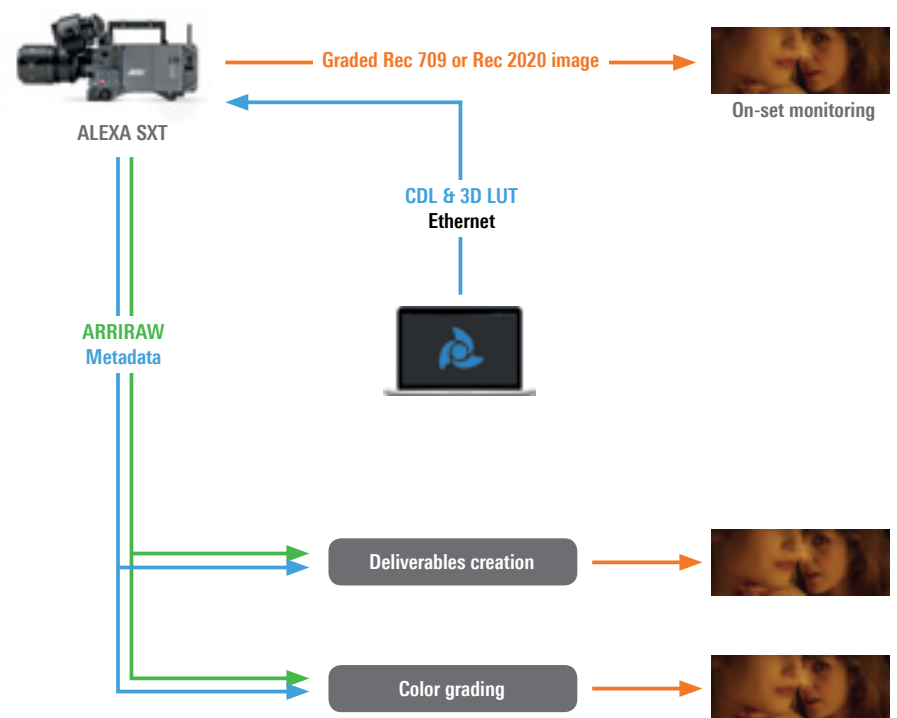 Graded Rec 709 or Rec 2020 image
On-set monitoring
ALEXA SXT
CDL & 3D LUT
Ethernet
ARRIRAW
Metadata
Deliverables creation
Color grading